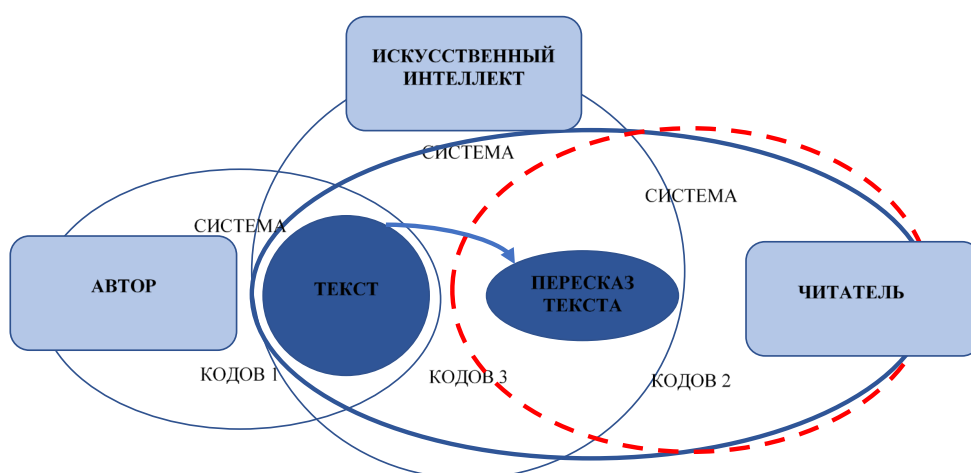 ИСКУССТВЕННЫЙ
ИНТЕЛЛЕКТ
СИСТЕМА
СИСТЕМА
СИСТЕМА
АВТОР
ТЕКСТ
ПЕРЕСКАЗ
ТЕКСТА
ЧИТАТЕЛЬ
КОДОВ 1
КОДОВ 3
КОДОВ 2